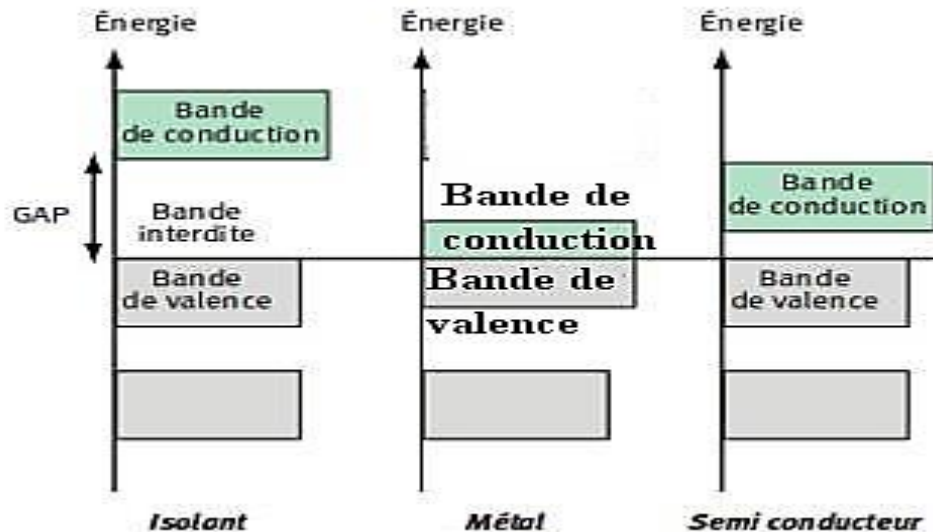 Énergie
Énergie
Énergie
Bande
de conduction
GAP
Bande
interdite
Bande
de valence
Bande de
conduction
Bande de
valence
Bande
de conduction
Bande
de valence
Isolant
Métal
Semi conducteur